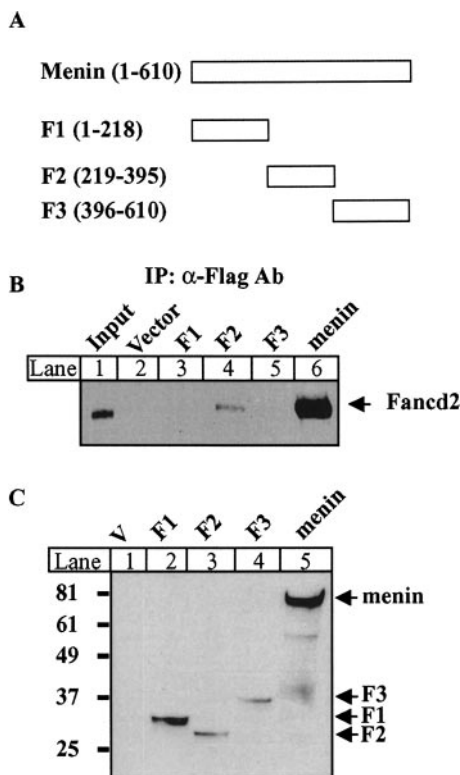 A
Menin (1-610)
F1 (1-218)
F2 (219-395)
F3 (396-610)
B
IP: α-Flag Ab
Input Vector F1 F2 F3 menin
Lane 1 2 3 4 5 6
Fancd2
C
V F1 F2 F3 menin
Lane 1 2 3 4 5
81 menin
61
49
37 F3
F1
F2
25